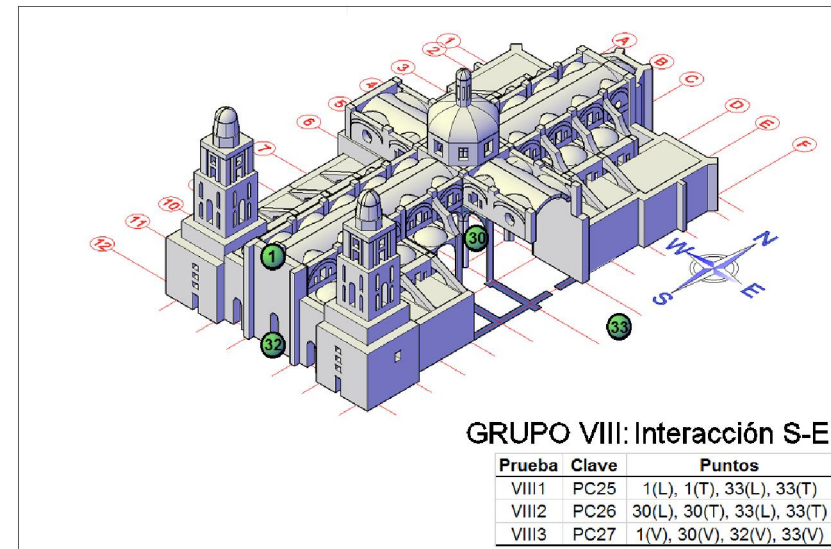 1
2
3
4
5
6
7
10
11
12
A
B
C
D
E
F
1
30
32
33
N
W
S
E
GRUPO VIII: Interacción S-E
Prueba Clave Puntos
VIII1 PC25 1(L), 1(T), 33(L), 33(T)
VIII2 PC26 30(L), 30(T), 33(L), 33(T)
VIII3 PC27 1(V), 30(V), 32(V), 33(V)